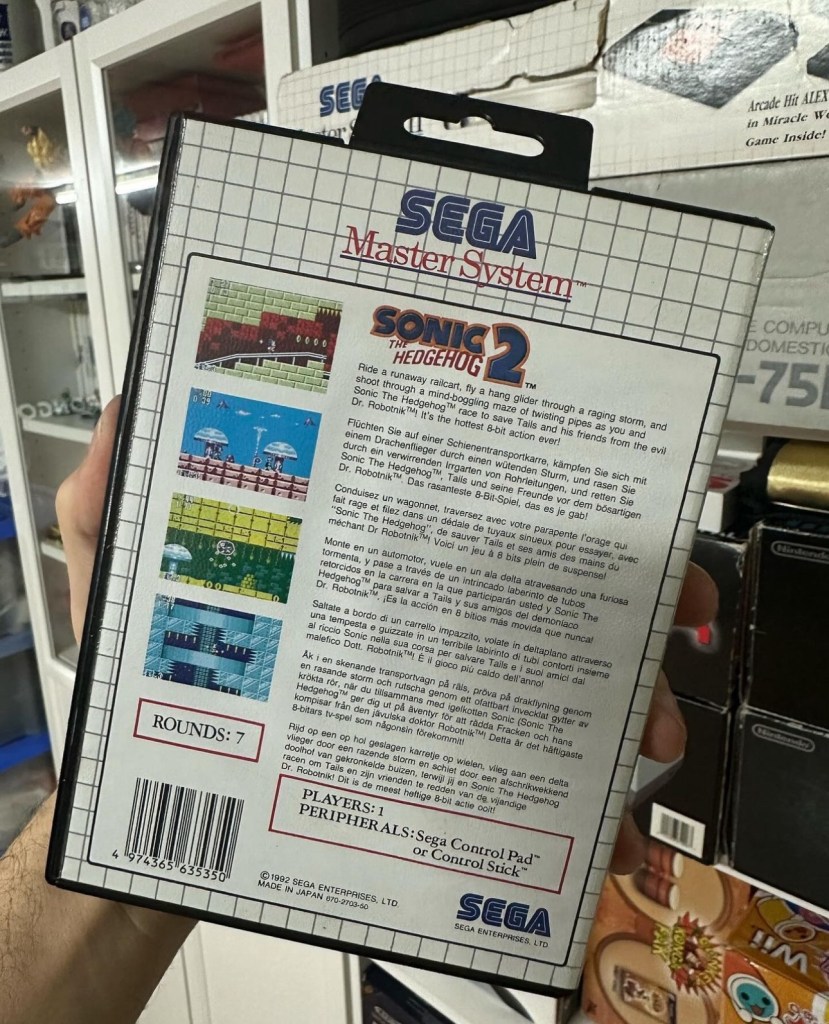 SEGA
Arcade Hit ALEX
in Miracle
Game Inside!
SEGA
Master System™
SONIC
THE
HEDGEHOG 2™
Ride a runaway railcart, fly a hang glider through a raging storm, and
shoot through a mind-boggling maze of twisting pipes as you and
Sonic The Hedgehog™ race to save Tails and his friends from the evil
Dr. Robotnik™! It's the hottest 8-bit action ever!
Flüchten Sie auf einer Schienentransportkarre, kämpfen Sie sich mit
einem Drachenflieger durch einen wütenden Sturm, und rasen Sie
durch ein verwirrenden Irrgarten von Rohrleitungen, und retten Sie
Sonic The Hedgehog™, Tails und seine Freunde vor dem bösartigen
Dr. Robotnik™. Das rasanteste 8-Bit-Spiel, das es je gab!
Conduisez un wagonnet, traversez avec votre parapente l'orage qui
fait rage et filez dans un dédale de tuyaux sinueux pour essayer, avec
"Sonic The Hedgehog", de sauver Tails et ses amis des mains du
méchant Dr Robotnik™! Voici un jeu à 8 bits plein de suspense!
Monte en un automotor, vuele en un ala delta atravesando una furiosa
tormenta, y pase a través de un intrincado laberinto de tubos
retorcidos en la carrera en la que participarán usted y Sonic The
Hedgehog™ para salvar a Tails y sus amigos del demoníaco
Dr. Robotnik™. ¡Es la acción en 8 bitios más movida que nunca!
Saltate a bordo di un carrello impazzito, volate in deltaplano attraverso
una tempesta e guizzate in un terribile labirinto di tubi contorti insieme
al riccio Sonic nella sua corsa per salvare Tails e i suoi amici dal
malefico Dott. Robotnik™! È il gioco più caldo dell'anno!
Åk i en skenande transportvagn på räls, pröva på drakflyning genom
en rasande storm och rutscha genom ett ofattbart invecklat gytter av
krökta rör, när du tillsammans med igelkotten Sonic (Sonic The
Hedgehog™ ger dig ut på äventyr för att rädda Fracken och hans
kompisar från den jävulska doktor Robotnik™! Detta är det häftigaste
8-bitars tv-spel som någonsin förekommit!
Rijd op een op hol geslagen karretje op wielen, vlieg aan een delta
vlieger door een razende storm en schiet door een afschrikwekkend
doolhof van gekronkelde buizen, terwijl jij en Sonic The Hedgehog
racen om Tails en zijn vrienden te redden van de vijandige
Dr. Robotnik! Dit is de meest heftige 8-bit actie ooit!
ROUNDS: 7
PLAYERS: 1
PERIPHERALS: Sega Control Pad™
or Control Stick™
4 974365 635350
©1992 SEGA ENTERPRISES, LTD.
MADE IN JAPAN 670-2703-50
SEGA
SEGA ENTERPRISES, LTD
E COMPU
DOMESTIC
-75
Nintendo
Nintendo
Wii